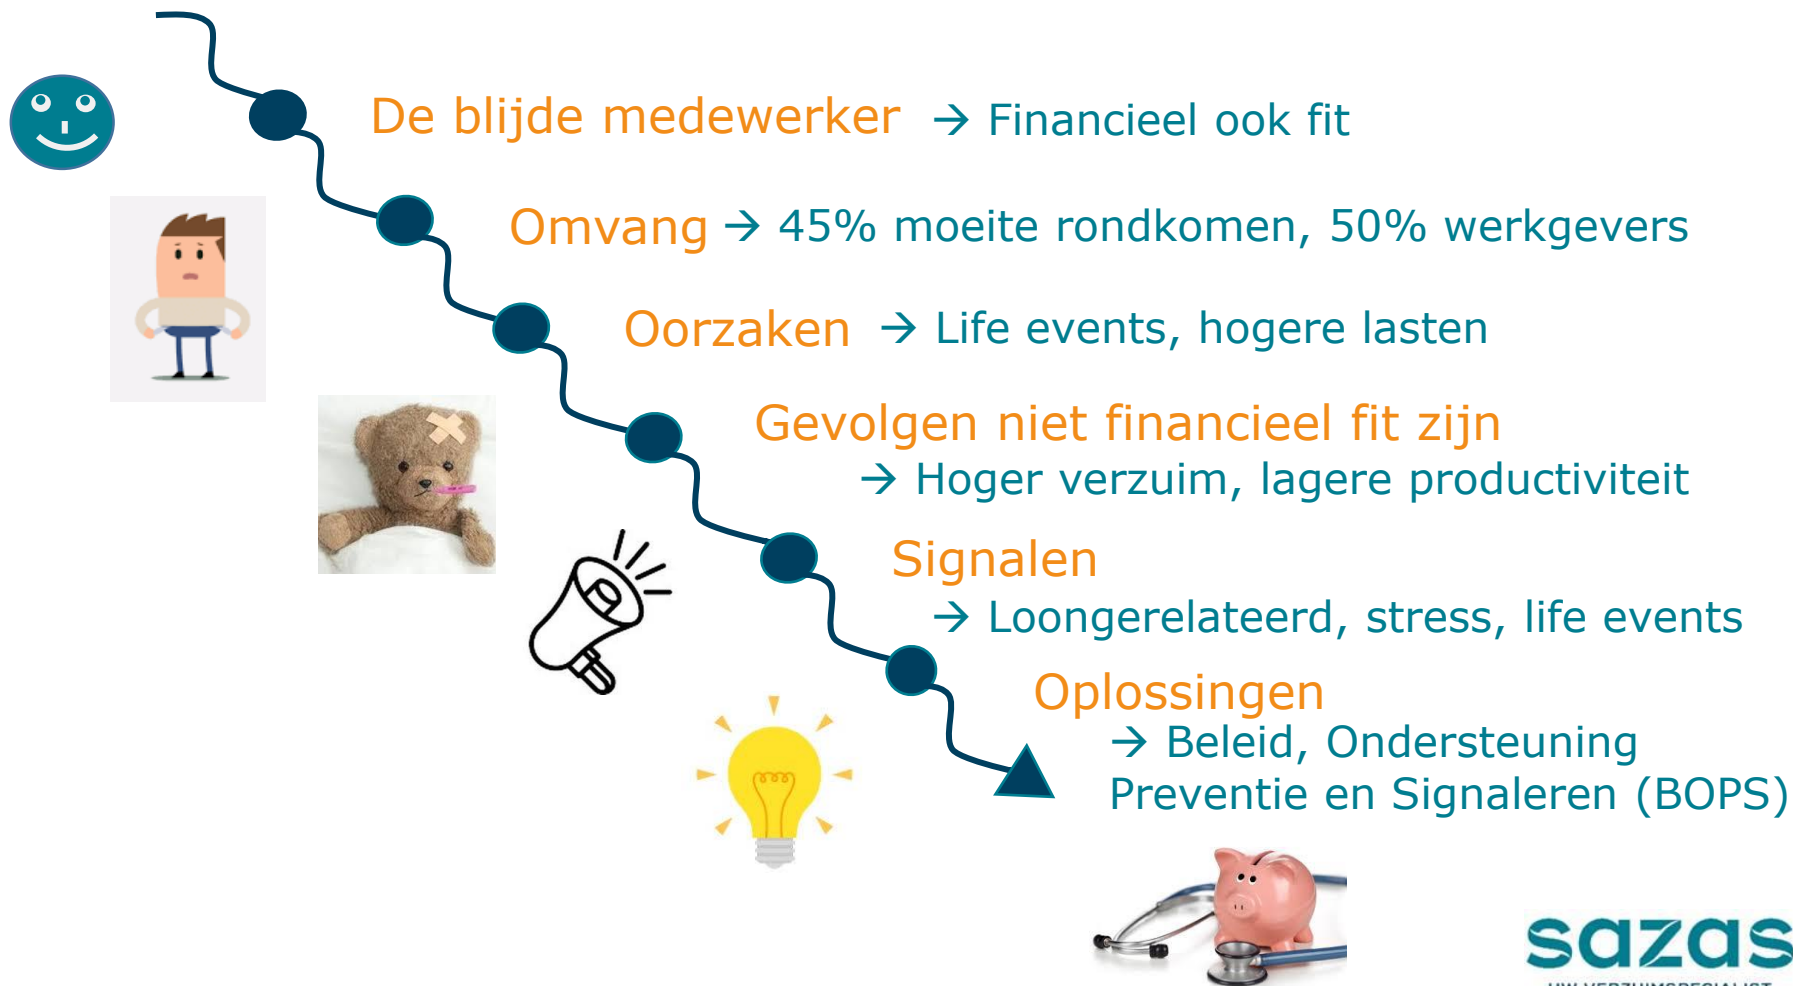 De blijde medewerker → Financieel ook fit
Omvang → 45% moeite rondkomen, 50% werkgevers
Oorzaken → Life events, hogere lasten
Gevolgen niet financieel fit zijn
→ Hoger verzuim, lagere productiviteit
Signalen
→ Loongerelateerd, stress, life events
Oplossingen
→ Beleid, Ondersteuning
Preventie en Signaleren (BOPS)
sazas
UW VERZUIMSPECIALIST